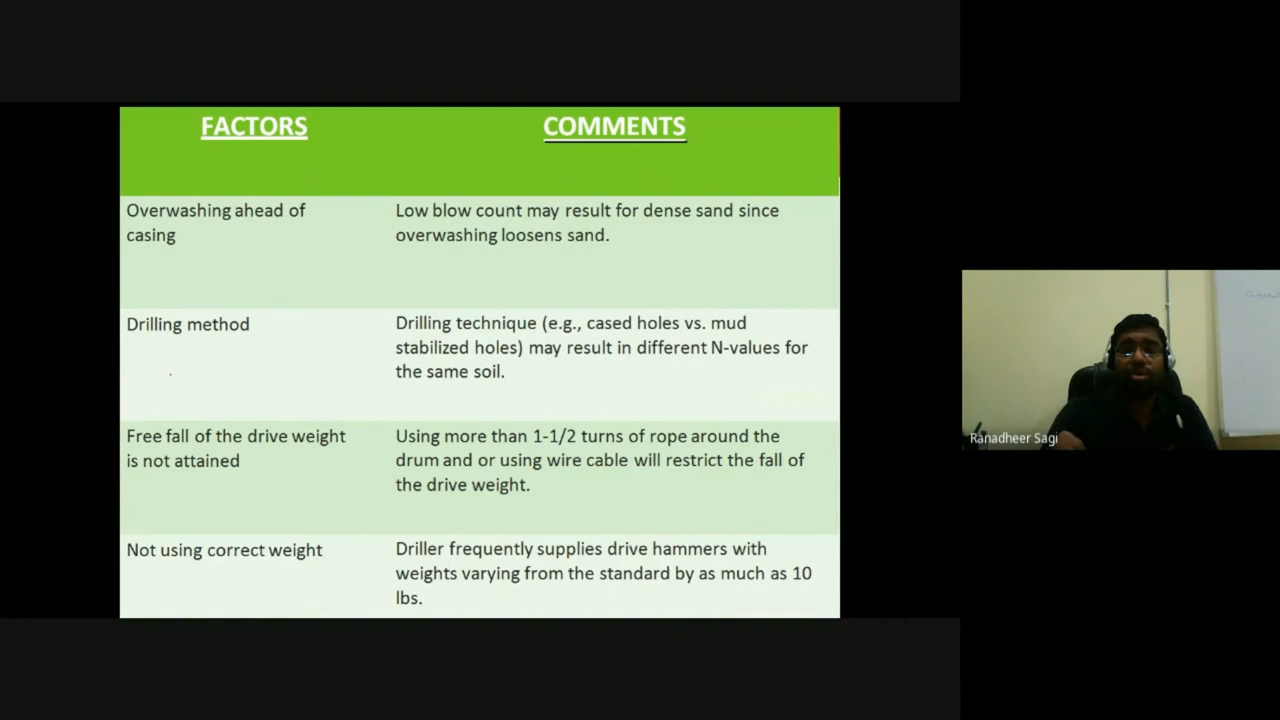 FACTORS
COMMENTS
Overwashing ahead of
casing
Low blow count may result for dense sand since
overwashing loosens sand.
Drilling method
Drilling technique (e.g., cased holes vs. mud
stabilized holes) may result in different N-values for
the same soil.
Free fall of the drive weight
is not attained
Using more than 1-1/2 turns of rope around the
drum and or using wire cable will restrict the fall of
the drive weight.
Not using correct weight
Driller frequently supplies drive hammers with
weights varying from the standard by as much as 10
lbs.
Ranadheer Sagi